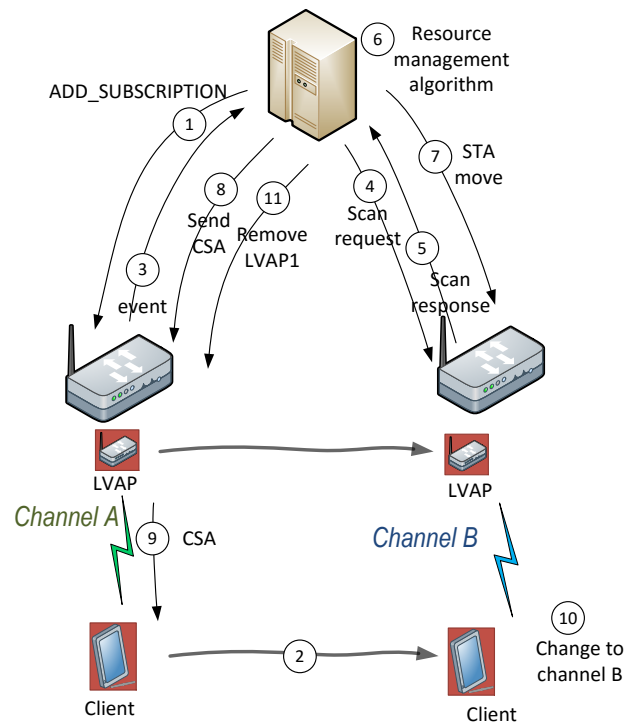 6
Resource
management
algorithm
ADD_SUBSCRIPTION
1
7
STA
move
8
Send
CSA
11
Remove
LVAP1
4
Scan
request
5
Scan
response
3
event
LVAP
LVAP
Channel A
9
CSA
Channel B
2
10
Change to
channel B
Client
Client